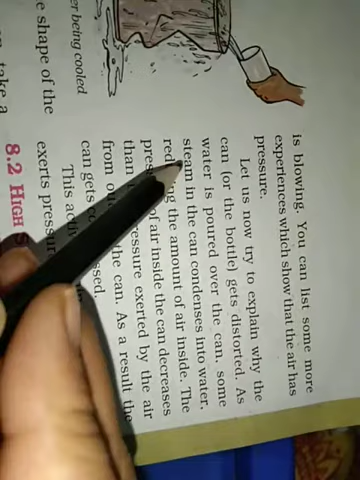 is blowing. You can list some more
experiences which show that the air has
pressure.
Let us now try to explain why the
can (or the bottle) gets distorted. As
water is poured over the can, some
steam in the can condenses into water,
the amount of air inside. The
of air inside the can decreases
than pressure exerted by the air
from the can. As a result the
can gets
This
exerts
er being cooled
e shape of the
take a
8.2 HIGH